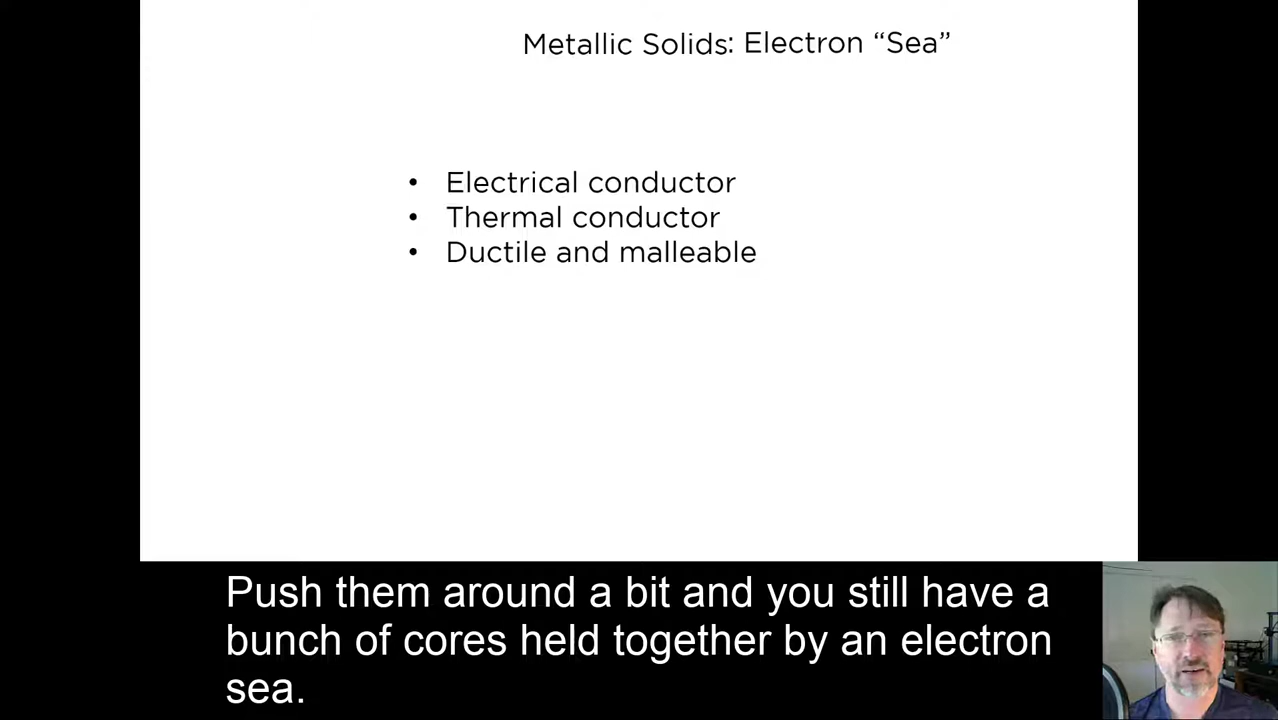 Metallic Solids: Electron “Sea”
• Electrical conductor
• Thermal conductor
• Ductile and malleable
Push them around a bit and you still have a
bunch of cores held together by an electron
sea.